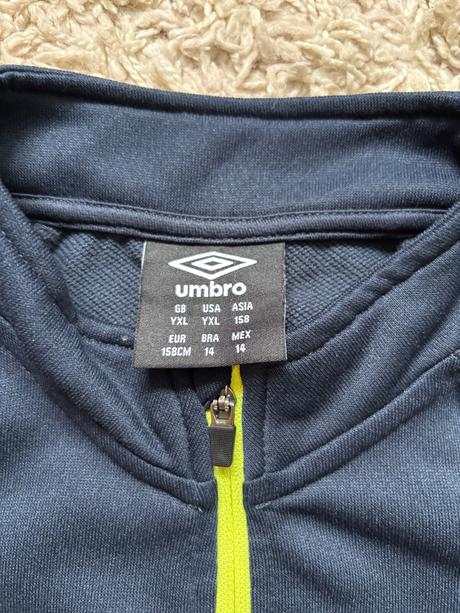 umbro
GB USA ASIA
YXL YXL 158
EUR BRA MEX
158CM 14 14